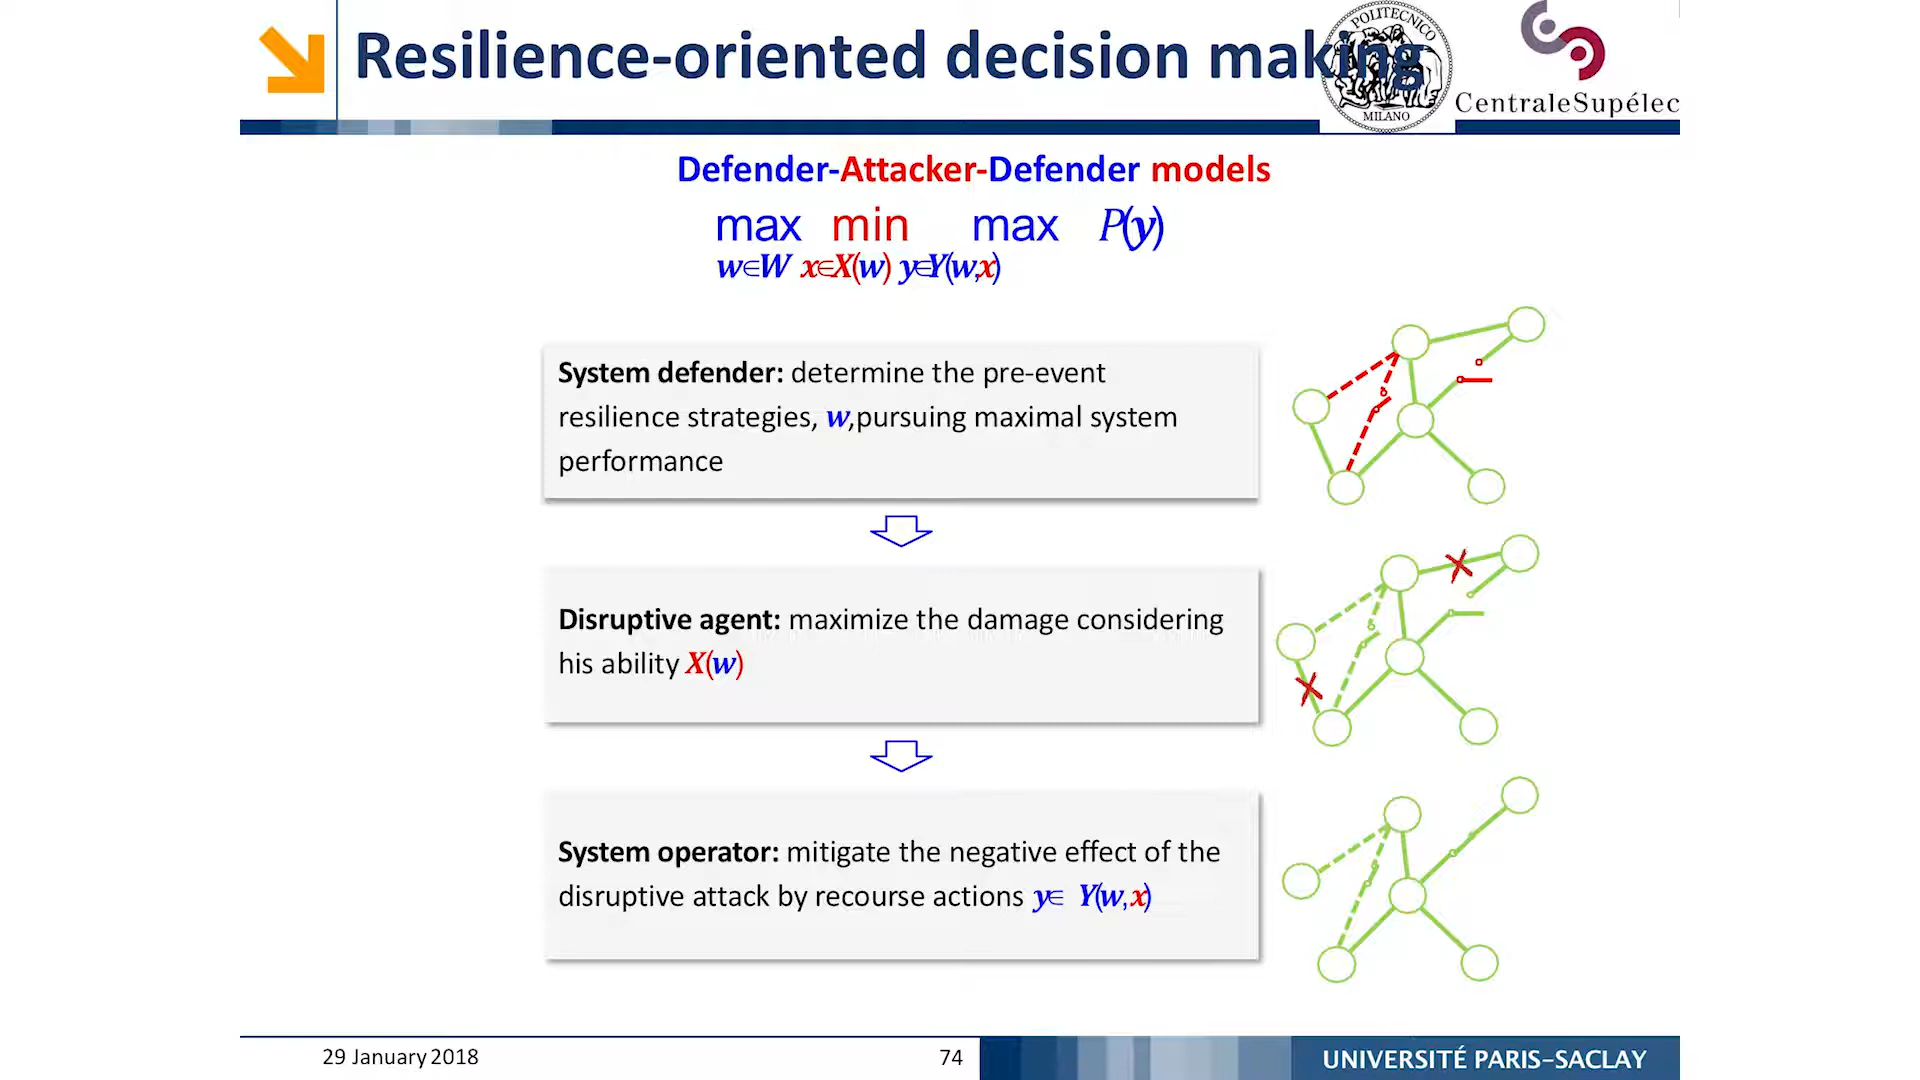 Resilience-oriented decision making
POLITECNICO
MILANO
CentraleSupélec
Defender-Attacker-Defender models
max min max P(y)
w∈W x∈X(w) y∈Y(w,x)
System defender: determine the pre-event
resilience strategies, w,pursuing maximal system
performance
Disruptive agent: maximize the damage considering
his ability X(w)
System operator: mitigate the negative effect of the
disruptive attack by recourse actions y∈ Y(w,x)
29 January 2018
74
UNIVERSITÉ PARIS–SACLAY